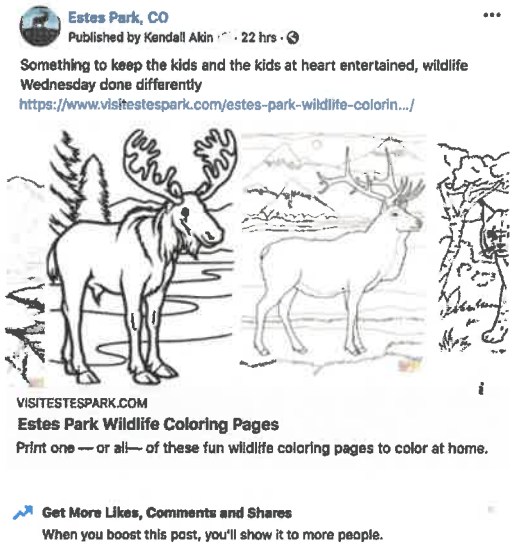 Estes Park, CO
Published by Kendall Akin · 22 hrs ·
Something to keep the kids and the kids at heart entertained, wildlife
Wednesday done differently
https://www.visitestespark.com/estes-park-wildlife-colorin.../
VISITESTESPARK.COM
Estes Park Wildlife Coloring Pages
Print one — or all— of these fun wildlife coloring pages to color at home.
Get More Likes, Comments and Shares
When you boost this post, you'll show it to more people.